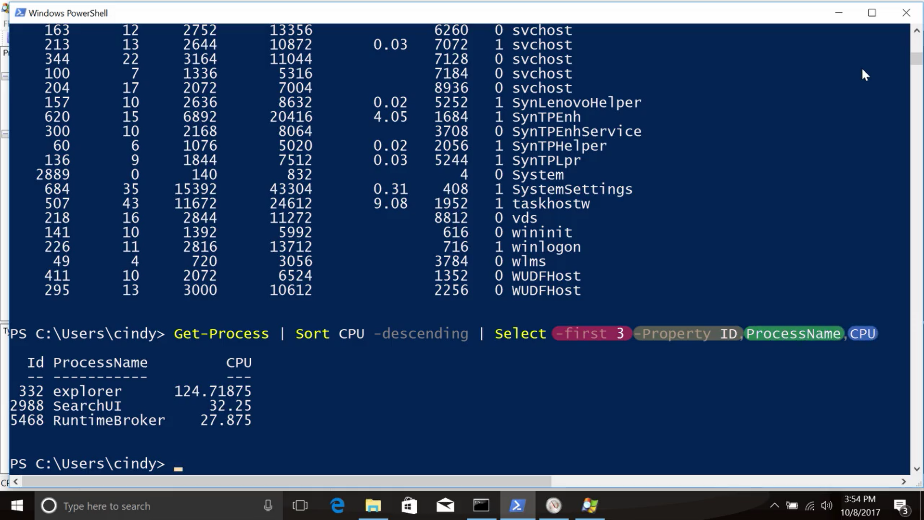 Windows PowerShell
163 12 2752 13356 6260 0 svchost
213 13 2644 10872 0.03 7072 1 svchost
344 22 3164 11044 7128 0 svchost
100 7 1336 5316 7184 0 svchost
204 17 2072 7004 8936 0 svchost
157 10 2636 8632 0.02 5252 1 SynLenovoHelper
620 15 6892 20416 4.05 1684 1 SynTPEnh
300 10 2168 8064 3708 0 SynTPEnhService
60 6 1076 5020 0.02 2056 1 SynTPHelper
136 9 1844 7512 0.03 5244 1 SynTPLpr
2889 0 140 832 4 0 System
684 35 15392 43304 0.31 408 1 SystemSettings
507 43 11672 24612 9.08 1952 1 taskhostw
218 16 2844 11272 8812 0 vds
141 10 1392 5992 616 0 wininit
226 11 2816 13712 716 1 winlogon
49 4 720 3056 3784 0 wlms
411 10 2072 6524 1352 0 WUDFHost
295 13 3000 10612 2256 0 WUDFHost
PS C:\Users\cindy> Get-Process | Sort CPU -descending | Select -first 3 -Property ID,ProcessName,CPU
Id ProcessName CPU
-- ----------- ---
332 explorer 124.71875
2988 SearchUI 32.25
5468 RuntimeBroker 27.875
PS C:\Users\cindy> _
Type here to search
3:54 PM
10/8/2017
3